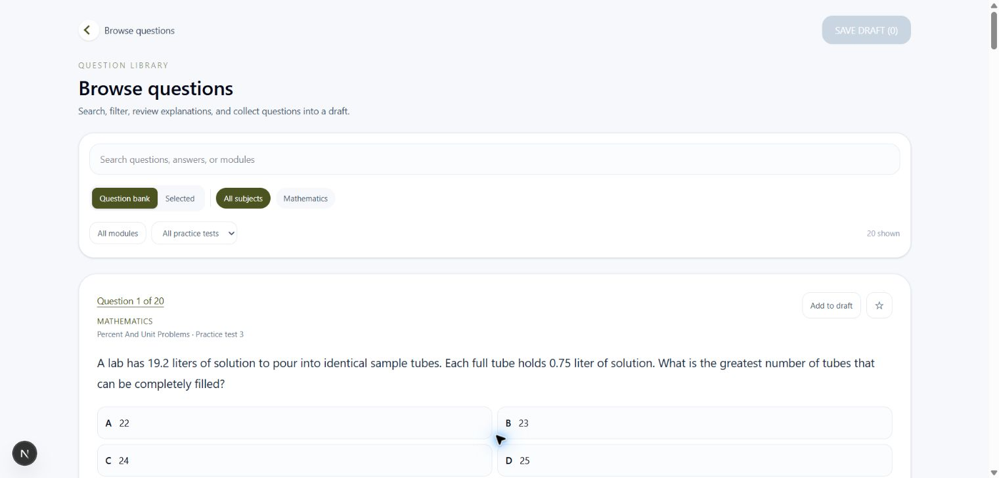 Browse questions
SAVE DRAFT (0)
QUESTION LIBRARY
Browse questions
Search, filter, review explanations, and collect questions into a draft.
Search questions, answers, or modules
Question bank
Selected
All subjects
Mathematics
All modules
All practice tests
20 shown
Question 1 of 20
Add to draft
MATHEMATICS
Percent And Unit Problems · Practice test 3
A lab has 19.2 liters of solution to pour into identical sample tubes. Each full tube holds 0.75 liter of solution. What is the greatest number of tubes that
can be completely filled?
A 22
B 23
C 24
D 25
N